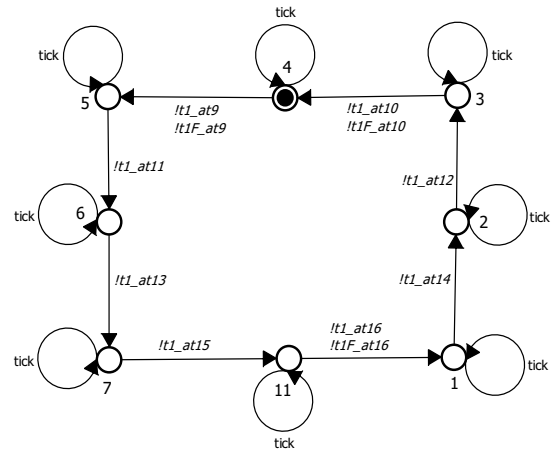 tick
tick
tick
4
5
3
!t1_at9
!t1F_at9
!t1_at10
!t1F_at10
!t1_at11
!t1_at12
tick
6
2
tick
!t1_at13
!t1_at14
tick
7
!t1_at15
11
!t1_at16
!t1F_at16
1
tick
tick